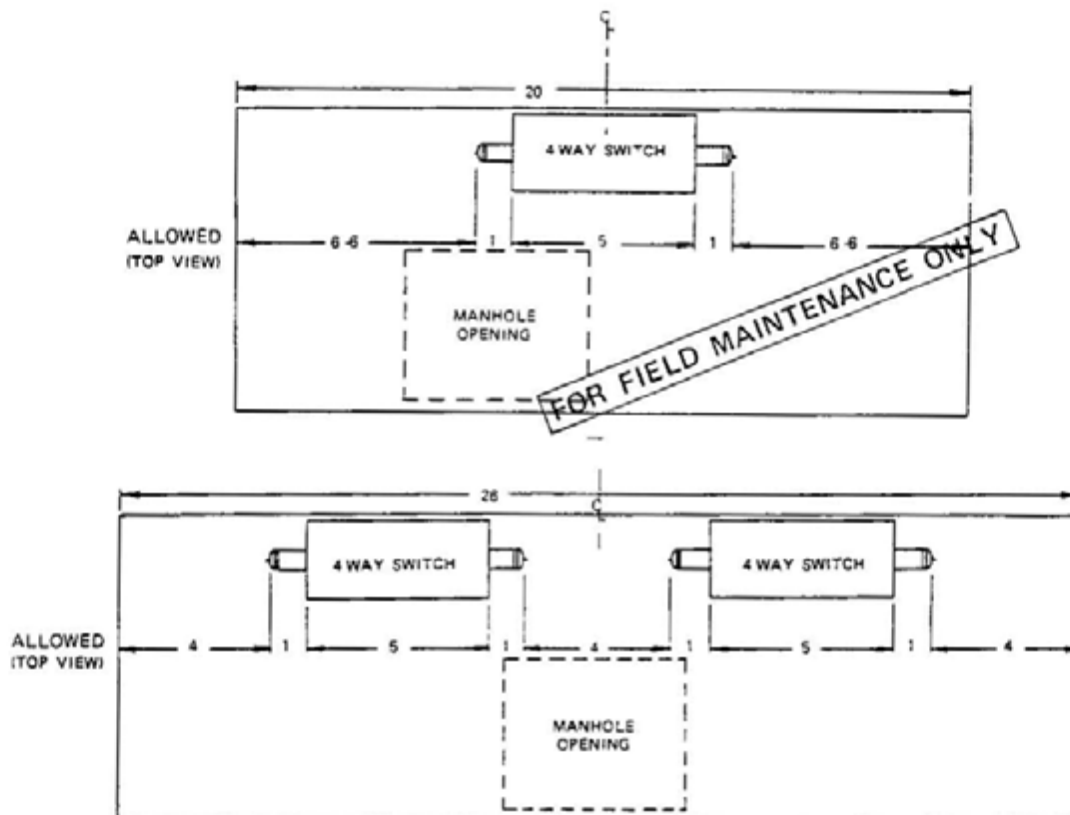 ℄
20
4 WAY SWITCH
ALLOWED
(TOP VIEW)
6-6 1 5 1 6-6
MANHOLE
OPENING
FOR FIELD MAINTENANCE ONLY
26
℄
4 WAY SWITCH 4 WAY SWITCH
ALLOWED
(TOP VIEW)
4 1 5 1 4 1 5 1 4
MANHOLE
OPENING